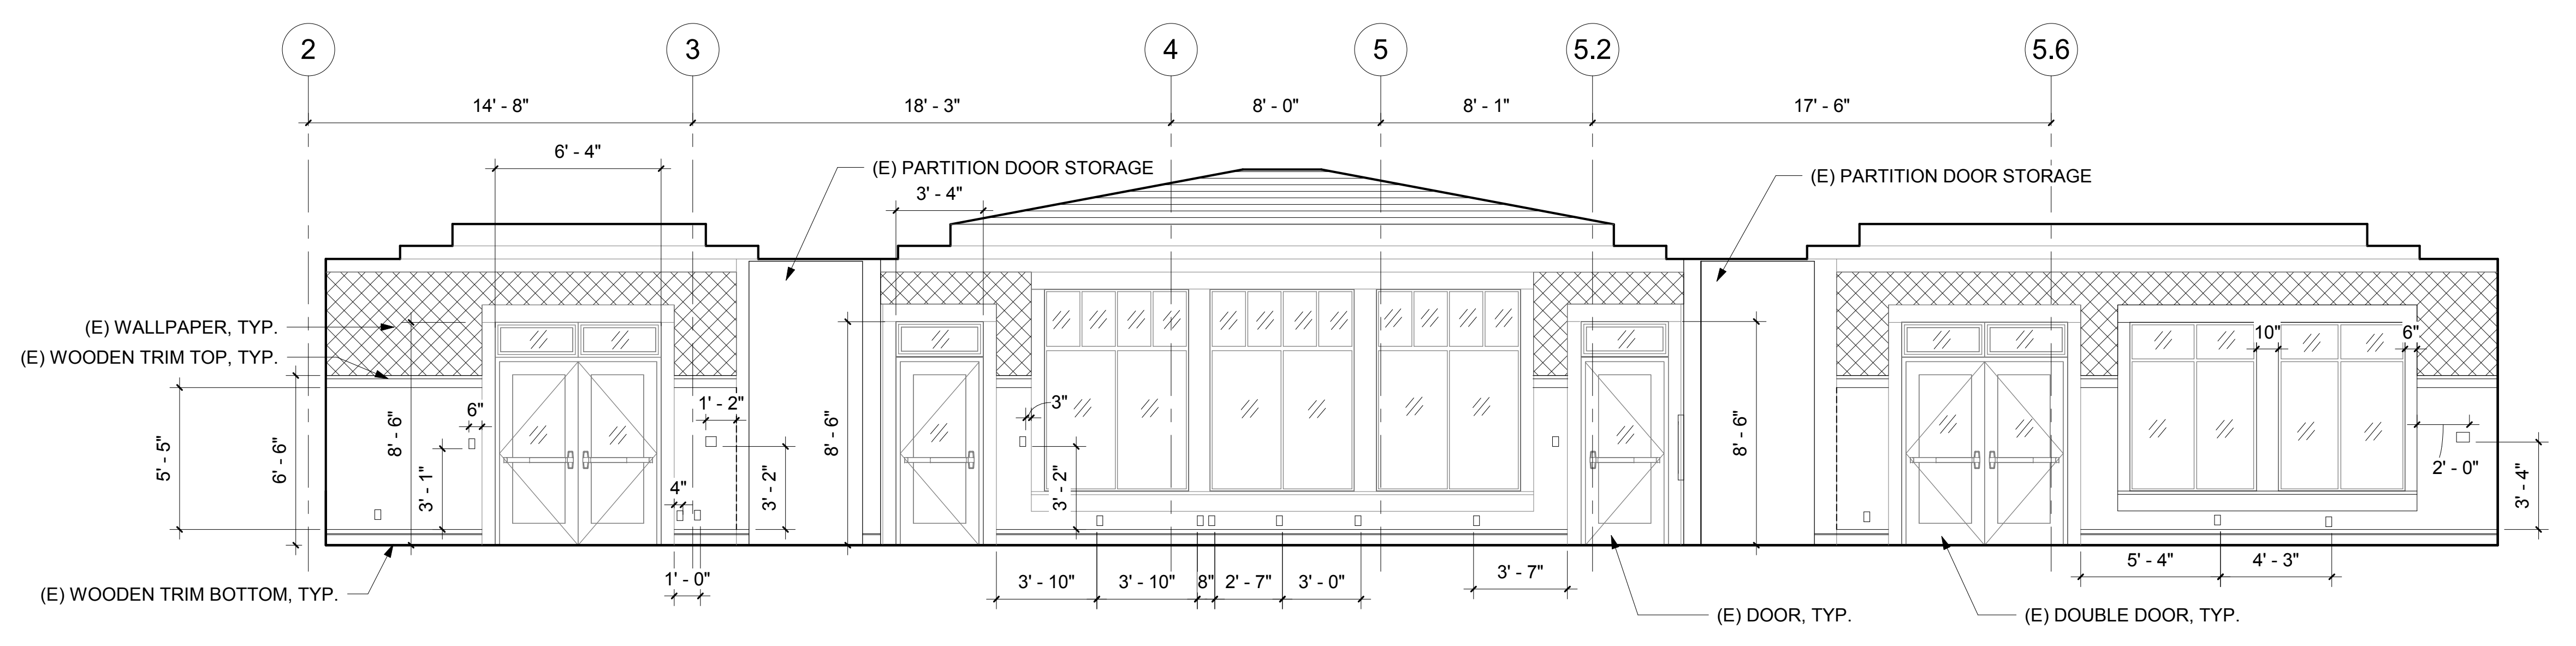 2
3
4
5
5.2
5.6
14' - 8"
18' - 3"
8' - 0"
8' - 1"
17' - 6"
6' - 4"
(E) PARTITION DOOR STORAGE
3' - 4"
(E) PARTITION DOOR STORAGE
(E) WALLPAPER, TYP.
(E) WOODEN TRIM TOP, TYP.
10"
6"
5' - 5"
6' - 6"
8' - 6"
6"
3' - 1"
1' - 2"
4"
3' - 2"
8' - 6"
3"
3' - 2"
8' - 6"
2' - 0"
3' - 4"
(E) WOODEN TRIM BOTTOM, TYP.
1' - 0"
3' - 10"
3' - 10"
8"
2' - 7"
3' - 0"
3' - 7"
5' - 4"
4' - 3"
(E) DOOR, TYP.
(E) DOUBLE DOOR, TYP.